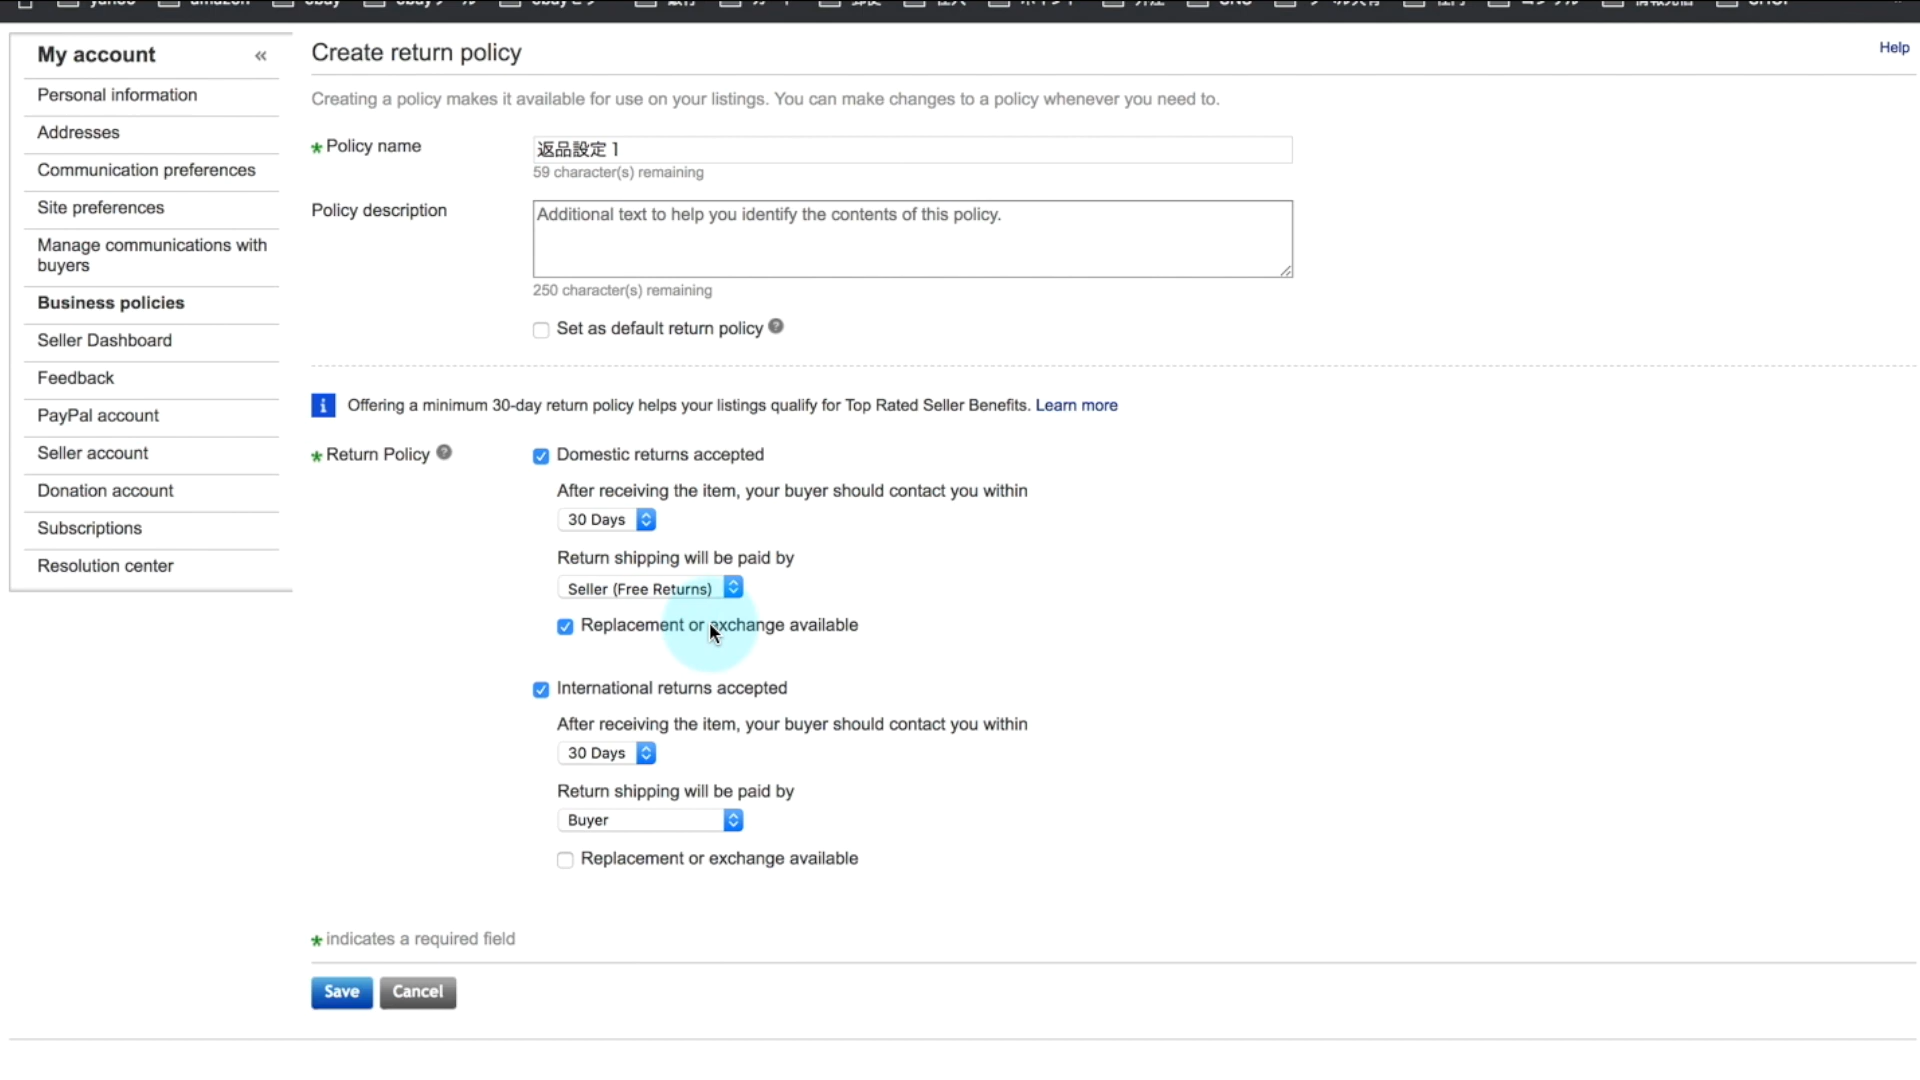 My account «
Personal information
Addresses
Communication preferences
Site preferences
Manage communications with
buyers
Business policies
Seller Dashboard
Feedback
PayPal account
Seller account
Donation account
Subscriptions
Resolution center
Create return policy
Help
Creating a policy makes it available for use on your listings. You can make changes to a policy whenever you need to.
* Policy name
返品設定１
59 character(s) remaining
Policy description
Additional text to help you identify the contents of this policy.
250 character(s) remaining
Set as default return policy ?
i Offering a minimum 30-day return policy helps your listings qualify for Top Rated Seller Benefits. Learn more
* Return Policy ?
Domestic returns accepted
After receiving the item, your buyer should contact you within
30 Days
Return shipping will be paid by
Seller (Free Returns)
Replacement or exchange available
International returns accepted
After receiving the item, your buyer should contact you within
30 Days
Return shipping will be paid by
Buyer
Replacement or exchange available
* indicates a required field
Save Cancel